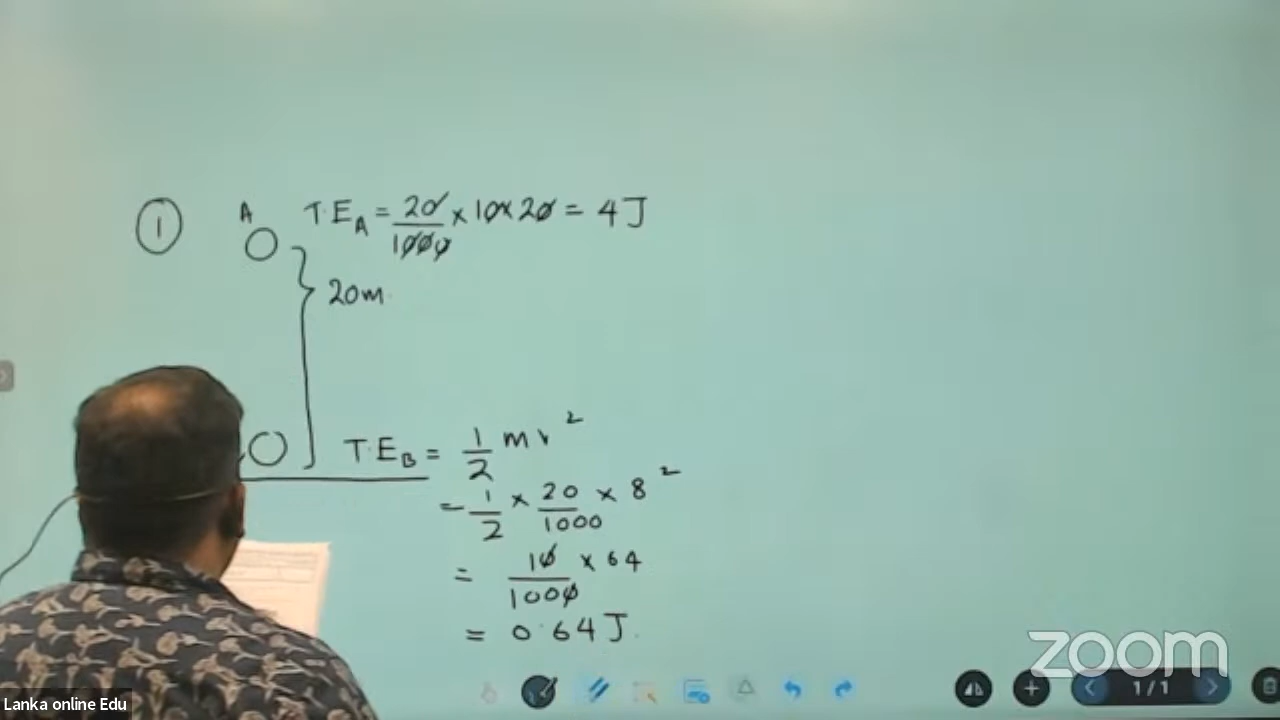 ① A T.E_A = 20/1000 × 10 × 20 = 4 J
20m
T.E_B = 1/2 mv²
= 1/2 × 20/1000 × 8²
= 10/1000 × 64
= 0.64 J.
zoom
1/1
Lanka online Edu